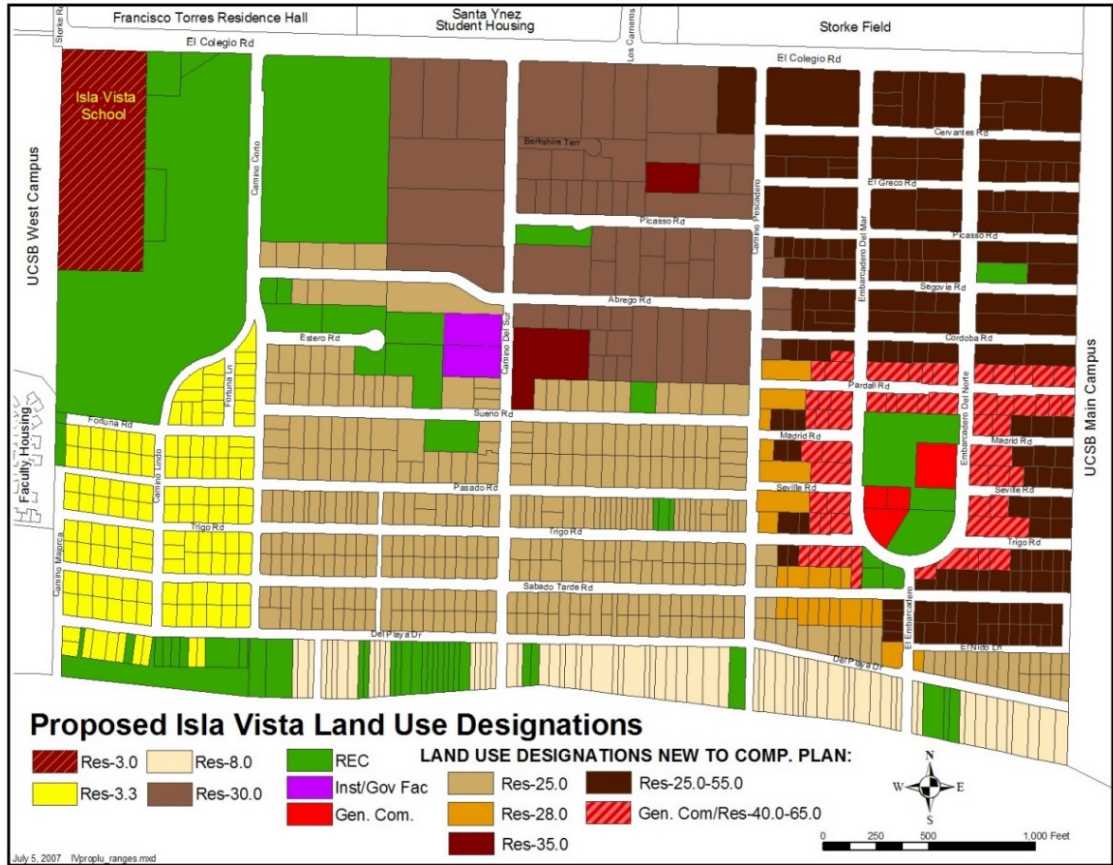 Storke Rd
Francisco Torres Residence Hall
Santa Ynez
Student Housing
Los Carneros
Storke Field
El Colegio Rd
El Colegio Rd
Isla Vista
School
UCSB West Campus
Camino Corto
Berkshire Terr
Cervantes Rd
El Greco Rd
Picasso Rd
Camino Pescadero
Embarcadero Del Mar
Picasso Rd
Segovia Rd
Abrego Rd
Estero Rd
Camino Del Sur
Cordoba Rd
Fortuna Ln
Pardall Rd
Embarcadero Del Norte
UCSB Main Campus
Faculty Housing
Fortuna Rd
Sueno Rd
Madrid Rd
Madrid Rd
Camino Lindo
Pasado Rd
Seville Rd
Seville Rd
Trigo Rd
Trigo Rd
Trigo Rd
Camino Majorca
Sabado Tarde Rd
El Embarcadero
Del Playa Dr
El Nido Ln
Del Playa Dr
Proposed Isla Vista Land Use Designations
Res-3.0
Res-8.0
REC
Res-3.3
Res-30.0
Inst/Gov Fac
Gen. Com.
LAND USE DESIGNATIONS NEW TO COMP. PLAN:
Res-25.0
Res-25.0-55.0
Res-28.0
Gen. Com/Res-40.0-65.0
Res-35.0
N
W
E
S
0 250 500 1,000 Feet
July 5, 2007 IVproplu_ranges.mxd